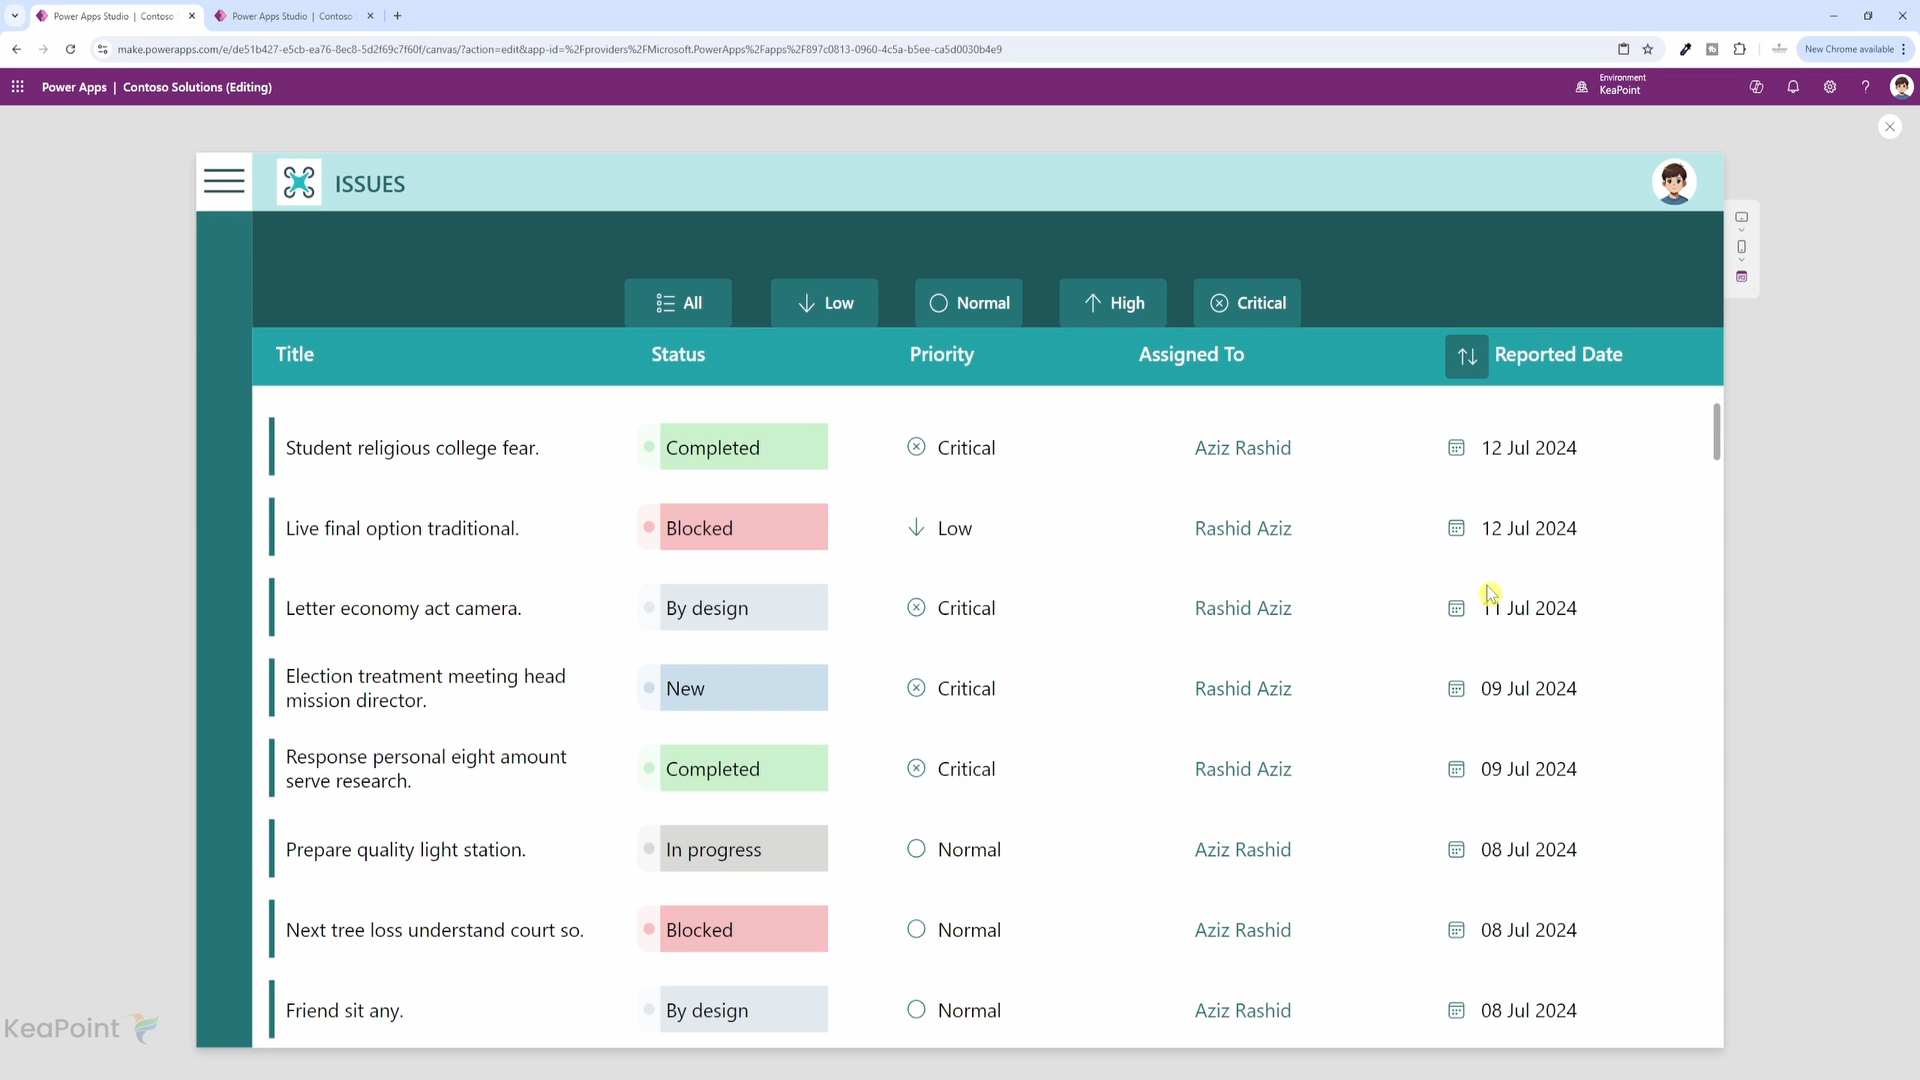 Power Apps Studio | Contoso
Power Apps Studio | Contoso
make.powerapps.com/e/de51b427-e5cb-ea76-8ec8-5d2f69c7f60f/canvas/?action=edit&app-id=%2Fproviders%2FMicrosoft.PowerApps%2Fapps%2F897c0813-0960-4c5a-b5ee-ca5d0030b4e9
New Chrome available
Power Apps | Contoso Solutions (Editing)
Environment
KeaPoint
ISSUES
All
Low
Normal
High
Critical
Title Status Priority Assigned To Reported Date
Student religious college fear. Completed Critical Aziz Rashid 12 Jul 2024
Live final option traditional. Blocked Low Rashid Aziz 12 Jul 2024
Letter economy act camera. By design Critical Rashid Aziz 11 Jul 2024
Election treatment meeting head
mission director. New Critical Rashid Aziz 09 Jul 2024
Response personal eight amount
serve research. Completed Critical Rashid Aziz 09 Jul 2024
Prepare quality light station. In progress Normal Aziz Rashid 08 Jul 2024
Next tree loss understand court so. Blocked Normal Aziz Rashid 08 Jul 2024
Friend sit any. By design Normal Aziz Rashid 08 Jul 2024
KeaPoint